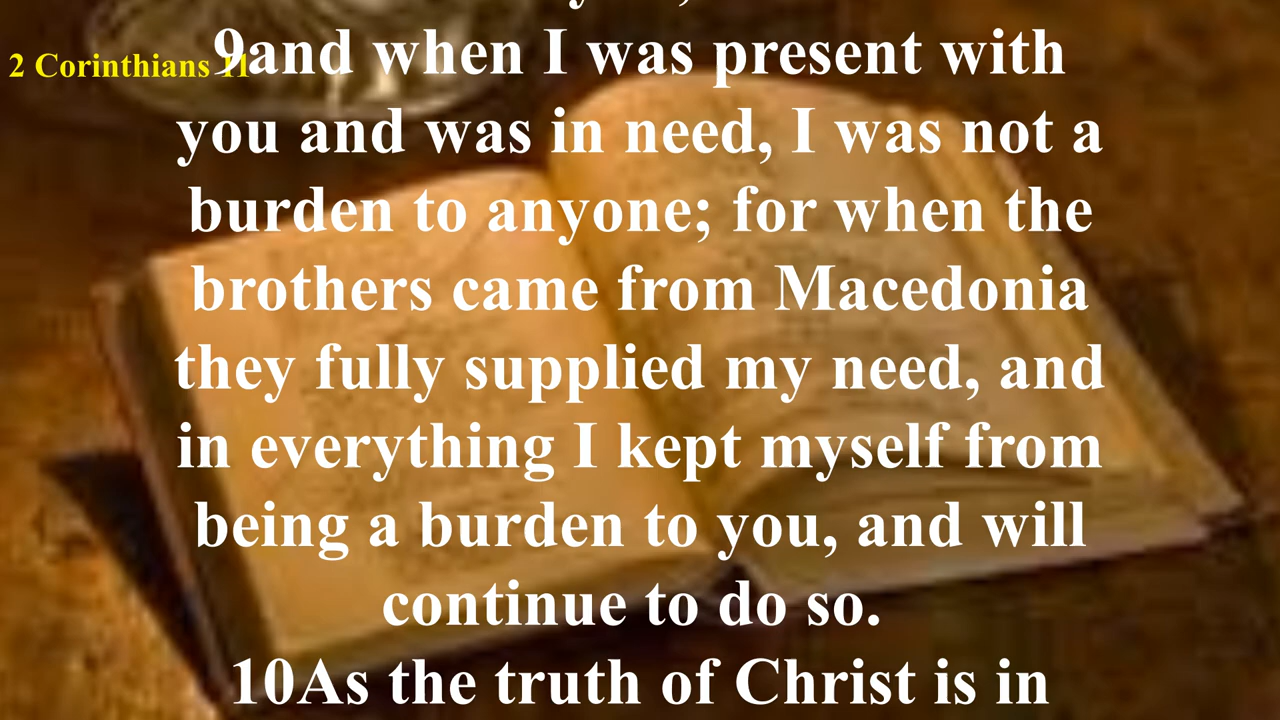 2 Corinthians 11
9and when I was present with
you and was in need, I was not a
burden to anyone; for when the
brothers came from Macedonia
they fully supplied my need, and
in everything I kept myself from
being a burden to you, and will
continue to do so.
10As the truth of Christ is in